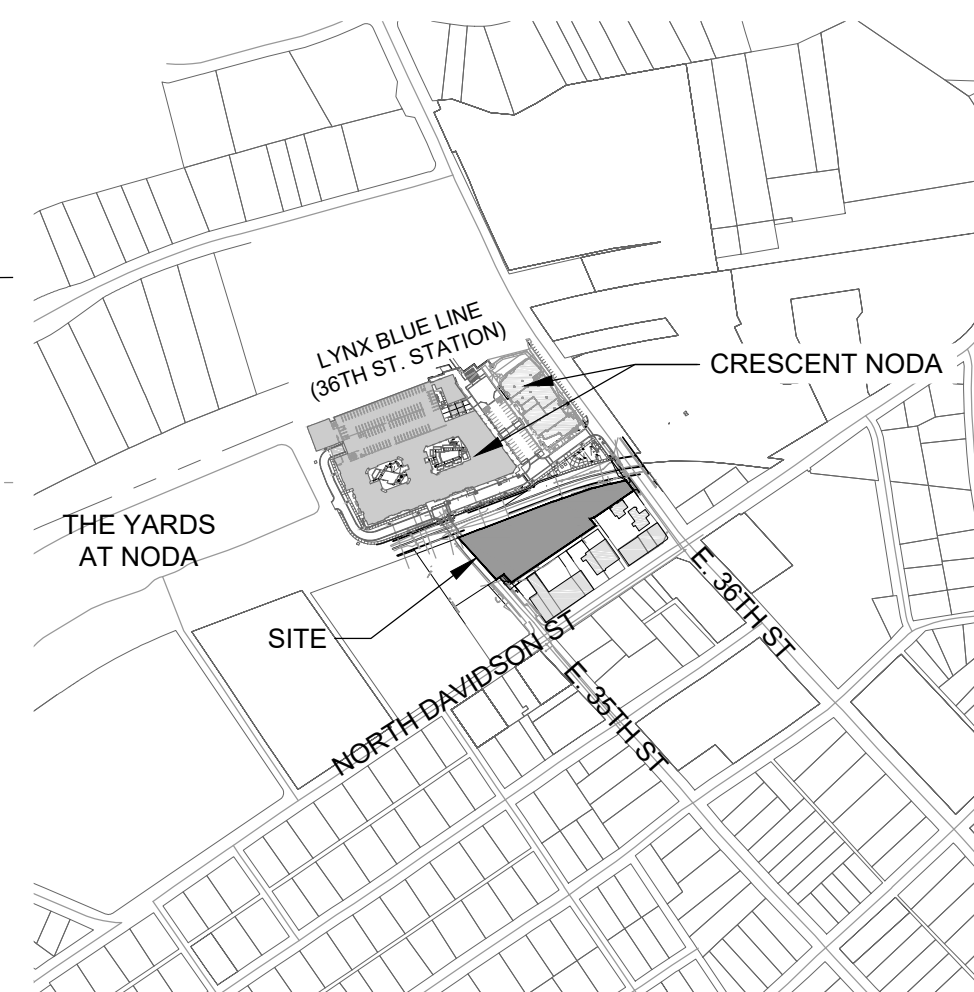 LYNX BLUE LINE
(36TH ST. STATION)
CRESCENT NODA
THE YARDS
AT NODA
SITE
E. 36TH ST
NORTH DAVIDSON ST
E. 35TH ST